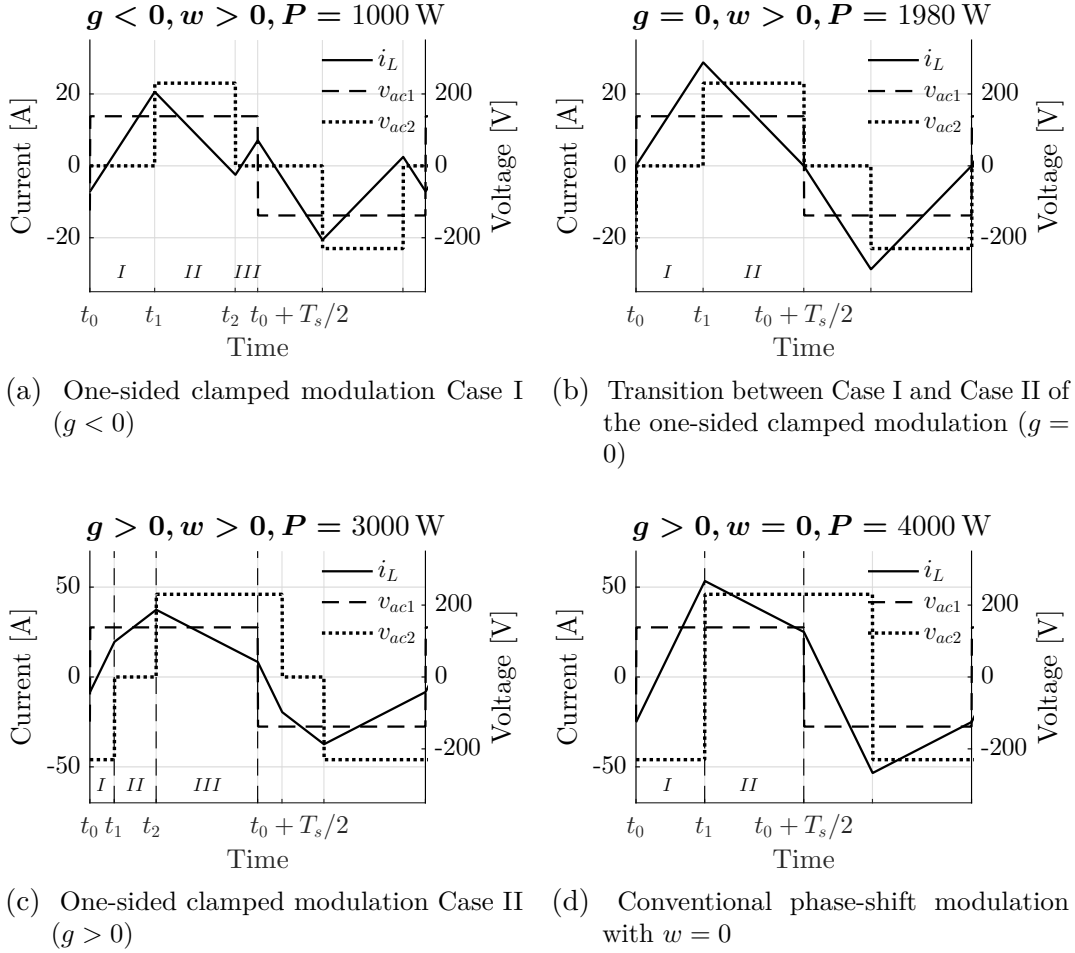 g < 0, w > 0, P = 1000 W
i_L
v_ac1
v_ac2
20
0
-20
Current [A]
200
0
-200
Voltage [V]
I II III
t_0 t_1 t_2 t_0 + T_s/2
Time
(a) One-sided clamped modulation Case I
(g < 0)
g = 0, w > 0, P = 1980 W
i_L
v_ac1
v_ac2
20
0
-20
Current [A]
200
0
-200
Voltage [V]
I II
t_0 t_1 t_0 + T_s/2
Time
(b) Transition between Case I and Case II of
the one-sided clamped modulation (g =
0)
g > 0, w > 0, P = 3000 W
i_L
v_ac1
v_ac2
50
0
-50
Current [A]
200
0
-200
Voltage [V]
I II III
t_0 t_1 t_2 t_0 + T_s/2
Time
(c) One-sided clamped modulation Case II
(g > 0)
g > 0, w = 0, P = 4000 W
i_L
v_ac1
v_ac2
50
0
-50
Current [A]
200
0
-200
Voltage [V]
I II
t_0 t_1 t_0 + T_s/2
Time
(d) Conventional phase-shift modulation
with w = 0